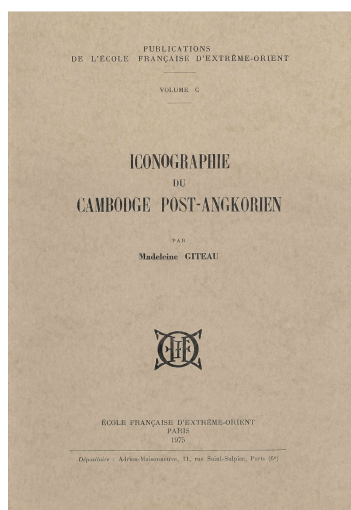 PUBLICATIONS
DE L'ÉCOLE FRANÇAISE D'EXTRÊME-ORIENT
VOLUME C
ICONOGRAPHIE
DU
CAMBODGE POST-ANGKORIEN
PAR
Madeleine GITEAU
ÉCOLE FRANÇAISE D'EXTRÊME-ORIENT
PARIS
1975
Dépositaire : Adrien-Maisonneuve, 11, rue Saint-Sulpice, Paris (6e)